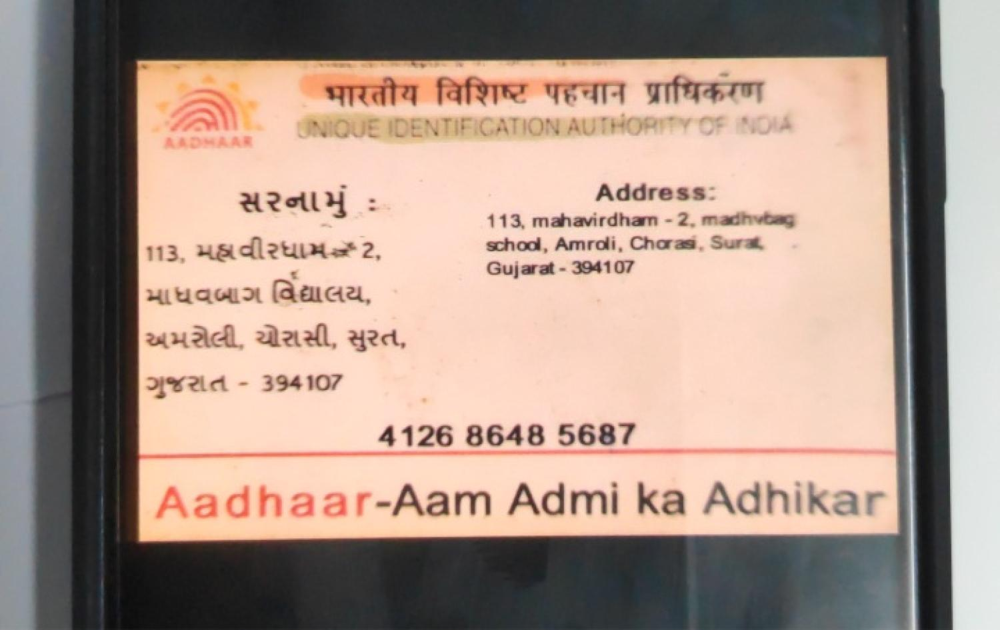 भारतीय विशिष्ट पहचान प्राधिकरण
UNIQUE IDENTIFICATION AUTHORITY OF INDIA
AADHAAR
સરનામું :
113, મહાવીરધામ - 2,
માધવબાગ વિદ્યાલય,
અમરોલી, ચોરાસી, સુરત,
ગુજરાત - 394107
Address:
113, mahavirdham - 2, madhvbag
school, Amroli, Chorasi, Surat,
Gujarat - 394107
4126 8648 5687
Aadhaar-Aam Admi ka Adhikar